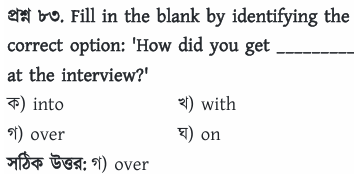 প্রশ্ন ৮৩. Fill in the blank by identifying the
correct option: 'How did you get _________
at the interview?'
ক) into খ) with
গ) over ঘ) on
সঠিক উত্তর: গ) over